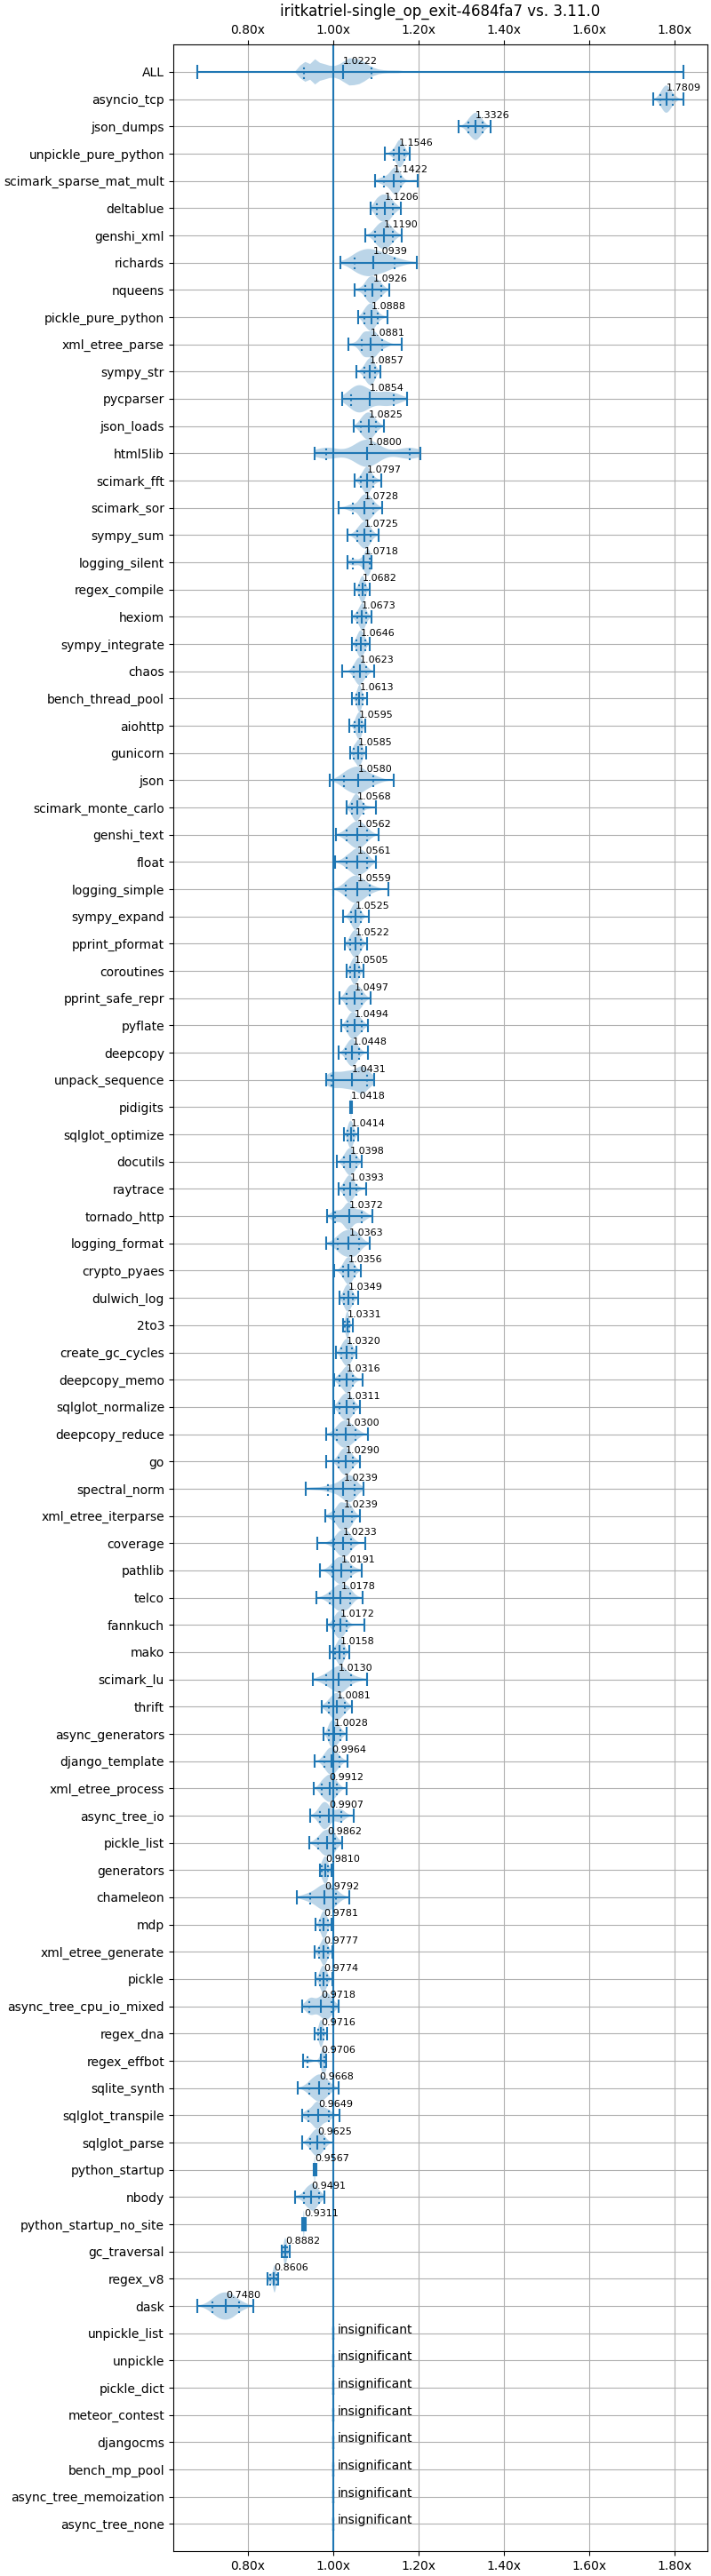 iritkatriel-single_op_exit-4684fa7 vs. 3.11.0
0.80x 1.00x 1.20x 1.40x 1.60x 1.80x
ALL 1.0222
asyncio_tcp 1.7809
json_dumps 1.3326
unpickle_pure_python 1.1546
scimark_sparse_mat_mult 1.1422
deltablue 1.1206
genshi_xml 1.1190
richards 1.0939
nqueens 1.0926
pickle_pure_python 1.0888
xml_etree_parse 1.0881
sympy_str 1.0857
pycparser 1.0854
json_loads 1.0825
html5lib 1.0800
scimark_fft 1.0797
scimark_sor 1.0728
sympy_sum 1.0725
logging_silent 1.0718
regex_compile 1.0682
hexiom 1.0673
sympy_integrate 1.0646
chaos 1.0623
bench_thread_pool 1.0613
aiohttp 1.0595
gunicorn 1.0585
json 1.0580
scimark_monte_carlo 1.0568
genshi_text 1.0562
float 1.0561
logging_simple 1.0559
sympy_expand 1.0525
pprint_pformat 1.0522
coroutines 1.0505
pprint_safe_repr 1.0497
pyflate 1.0494
deepcopy 1.0448
unpack_sequence 1.0431
pidigits 1.0418
sqlglot_optimize 1.0414
docutils 1.0398
raytrace 1.0393
tornado_http 1.0372
logging_format 1.0363
crypto_pyaes 1.0356
dulwich_log 1.0349
2to3 1.0331
create_gc_cycles 1.0320
deepcopy_memo 1.0316
sqlglot_normalize 1.0311
deepcopy_reduce 1.0300
go 1.0290
spectral_norm 1.0239
xml_etree_iterparse 1.0239
coverage 1.0233
pathlib 1.0191
telco 1.0178
fannkuch 1.0172
mako 1.0158
scimark_lu 1.0130
thrift 1.0081
async_generators 1.0028
django_template 0.9964
xml_etree_process 0.9912
async_tree_io 0.9907
pickle_list 0.9862
generators 0.9810
chameleon 0.9792
mdp 0.9781
xml_etree_generate 0.9777
pickle 0.9774
async_tree_cpu_io_mixed 0.9718
regex_dna 0.9716
regex_effbot 0.9706
sqlite_synth 0.9668
sqlglot_transpile 0.9649
sqlglot_parse 0.9625
python_startup 0.9567
nbody 0.9491
python_startup_no_site 0.9311
gc_traversal 0.8882
regex_v8 0.8606
dask 0.7480
unpickle_list insignificant
unpickle insignificant
pickle_dict insignificant
meteor_contest insignificant
djangocms insignificant
bench_mp_pool insignificant
async_tree_memoization insignificant
async_tree_none insignificant
0.80x 1.00x 1.20x 1.40x 1.60x 1.80x